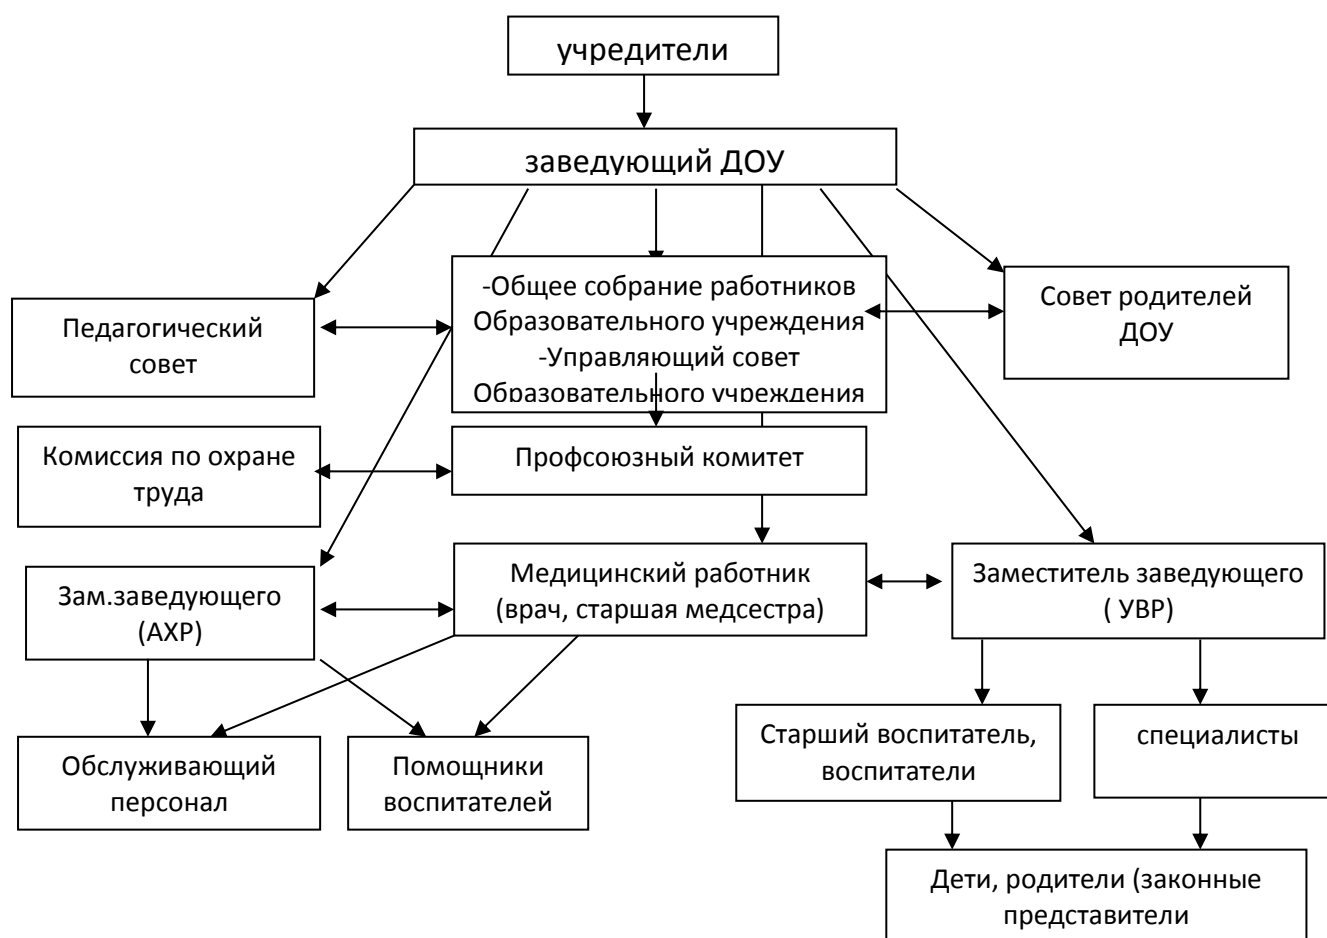 учредители
заведующий ДОУ
-Общее собрание работников
Образовательного учреждения
-Управляющий совет
Образовательного учреждения
Совет родителей
ДОУ
Педагогический
совет
Комиссия по охране
труда
Профсоюзный комитет
Зам.заведующего
(АХР)
Медицинский работник
(врач, старшая медсестра)
Заместитель заведующего
( УВР)
Обслуживающий
персонал
Помощники
воспитателей
Старший воспитатель,
воспитатели
специалисты
Дети, родители (законные
представители